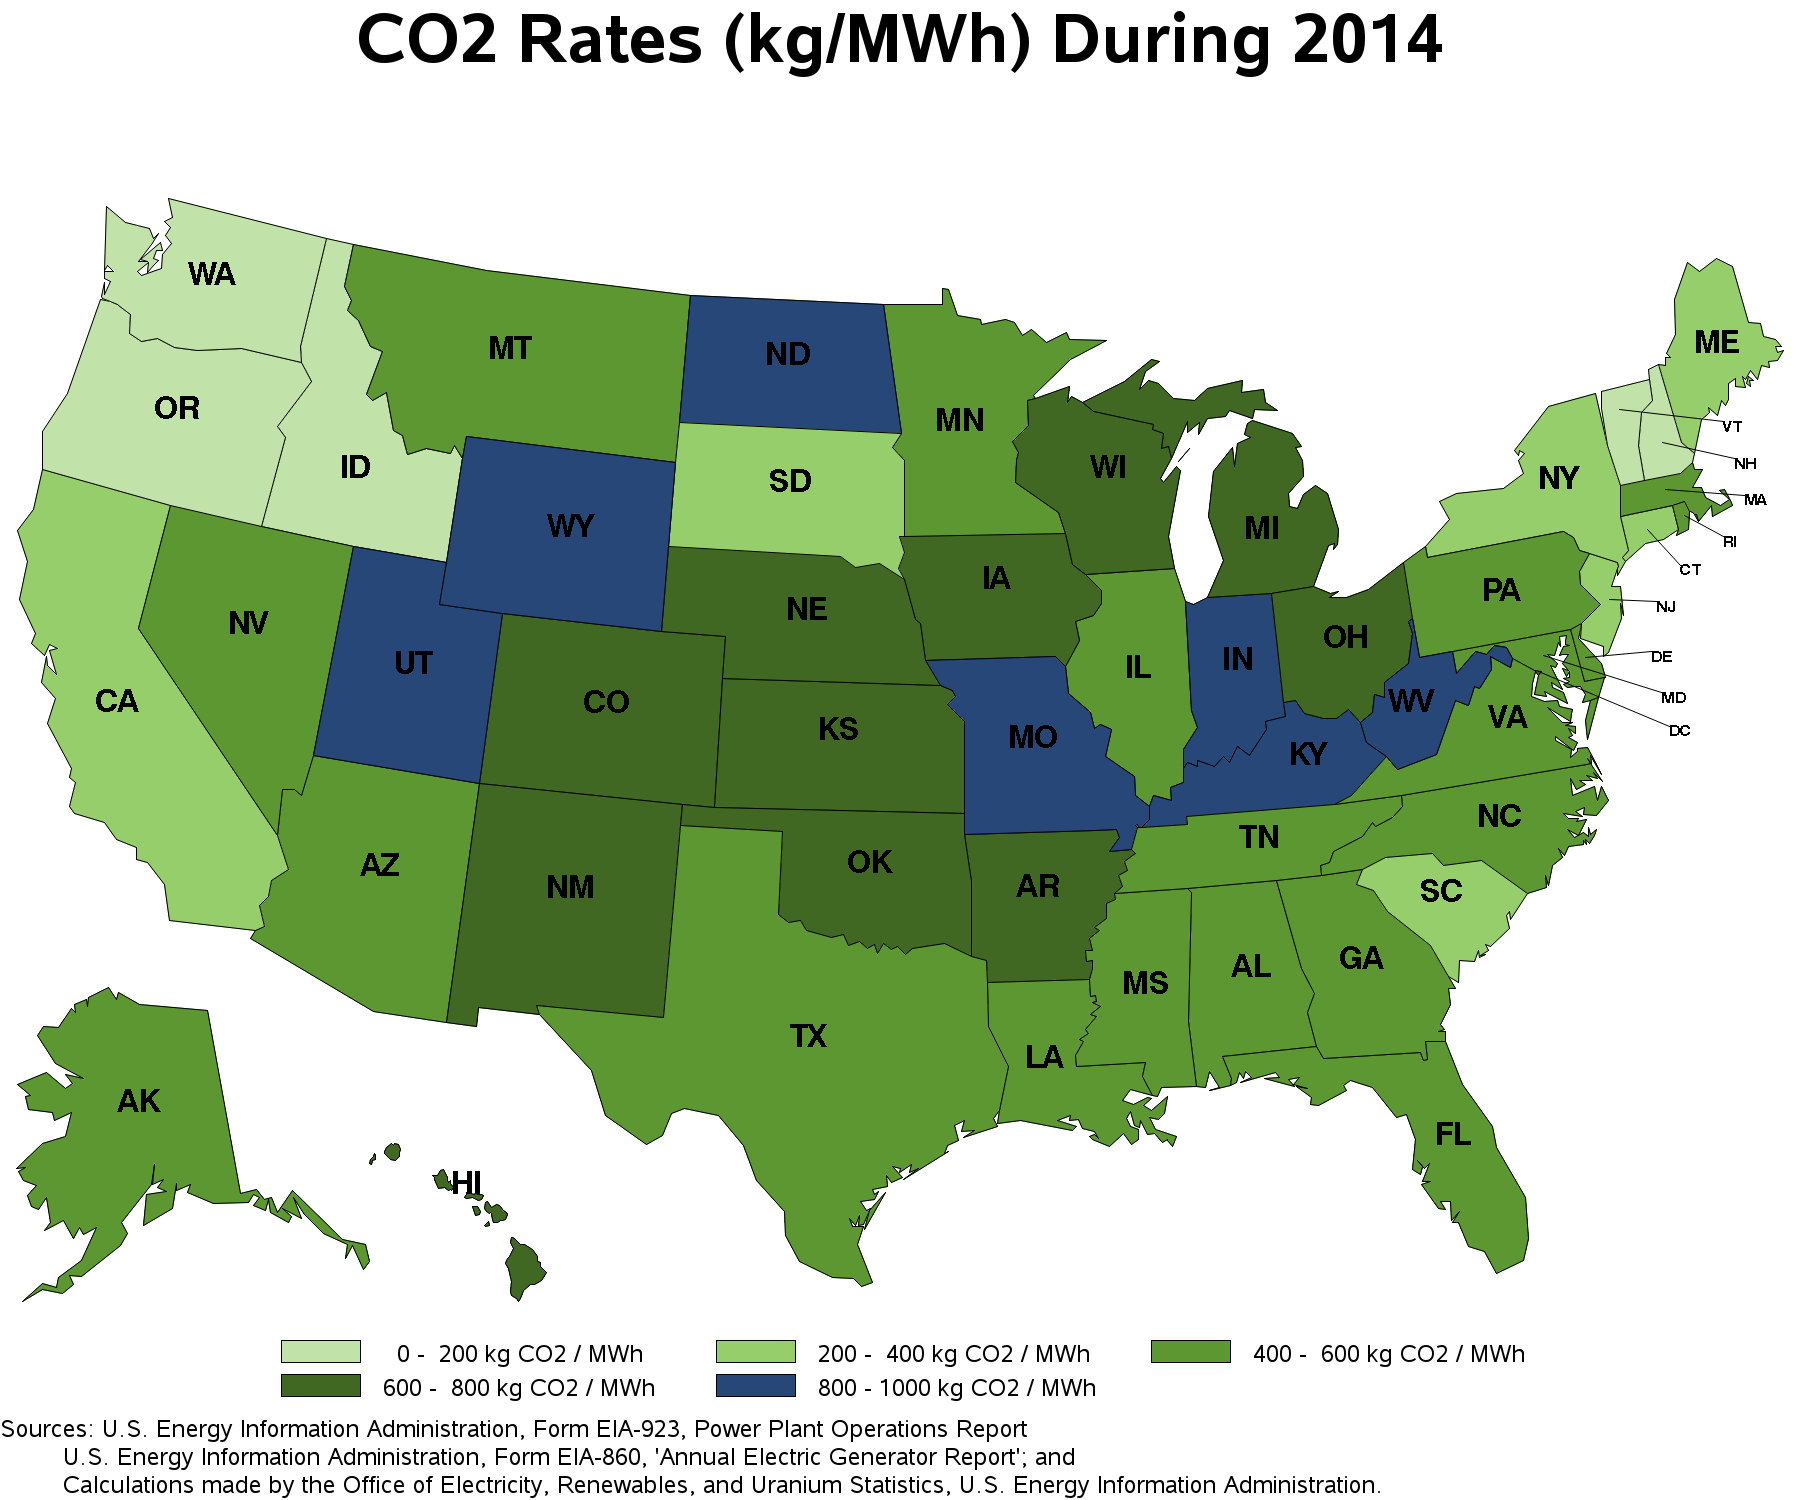 CO2 Rates (kg/MWh) During 2014
WA
MT
ND
MN
ME
OR
ID
SD
WI
VT
NH
NY
MA
WY
MI
RI
IA
CT
NE
PA
NJ
NV
UT
OH
IL
IN
DE
CA
CO
KS
MO
WV
VA
MD
DC
KY
NC
TN
AZ
NM
OK
AR
SC
MS
AL
GA
TX
LA
AK
FL
HI
0 - 200 kg CO2 / MWh
200 - 400 kg CO2 / MWh
400 - 600 kg CO2 / MWh
600 - 800 kg CO2 / MWh
800 - 1000 kg CO2 / MWh
Sources: U.S. Energy Information Administration, Form EIA-923, Power Plant Operations Report
U.S. Energy Information Administration, Form EIA-860, 'Annual Electric Generator Report'; and
Calculations made by the Office of Electricity, Renewables, and Uranium Statistics, U.S. Energy Information Administration.